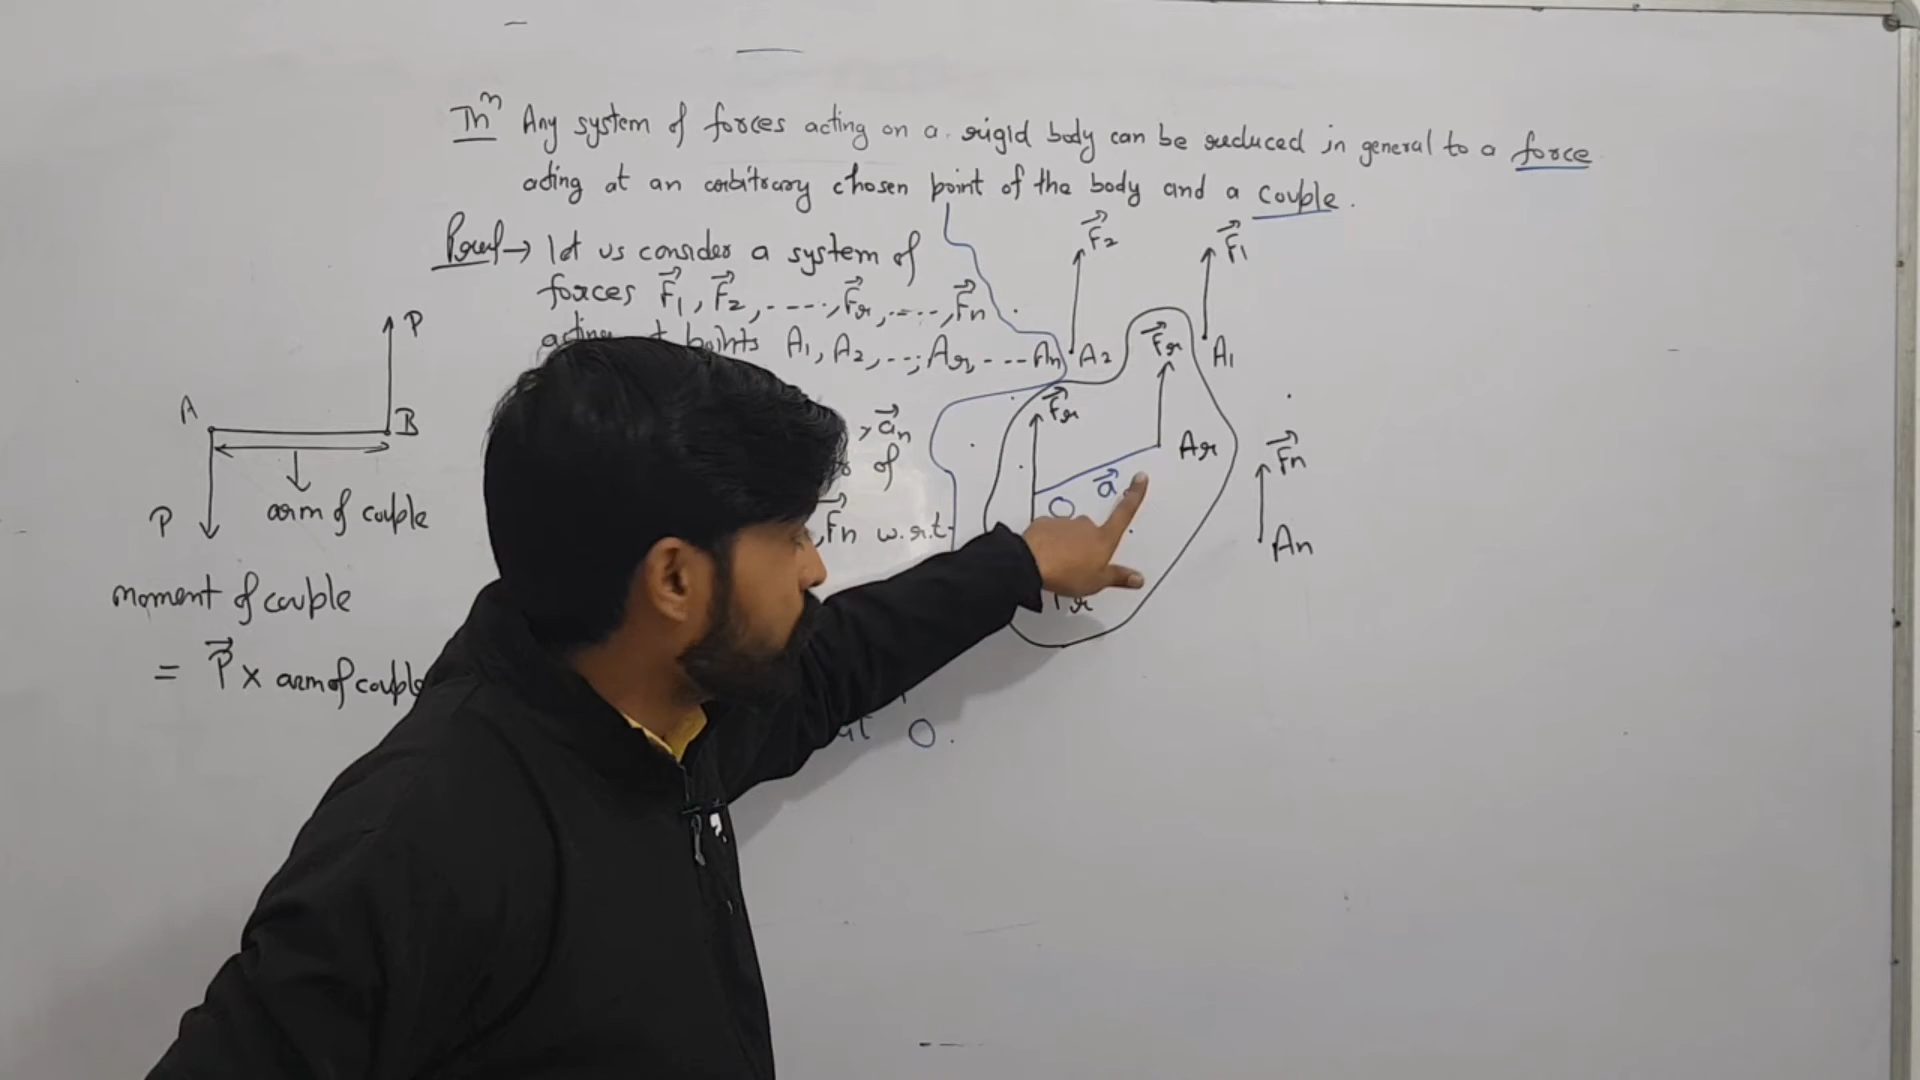 Thm Any system of forces acting on a rigid body can be reduced in general to a force
acting at an arbitrary chosen point of the body and a couple.
Proof → let us consider a system of
forces F⃗1, F⃗2, -----, F⃗r, ----, F⃗n
points A1, A2, ---, Ar, --- An
, a⃗n
of
, F⃗n w.r.t.
at O.
A
B
P
P
arm of couple
moment of couple
= P⃗ × arm of couple
F⃗2
F⃗1
A2
A1
F⃗r
F⃗r
Ar
O
a⃗
F⃗n
An